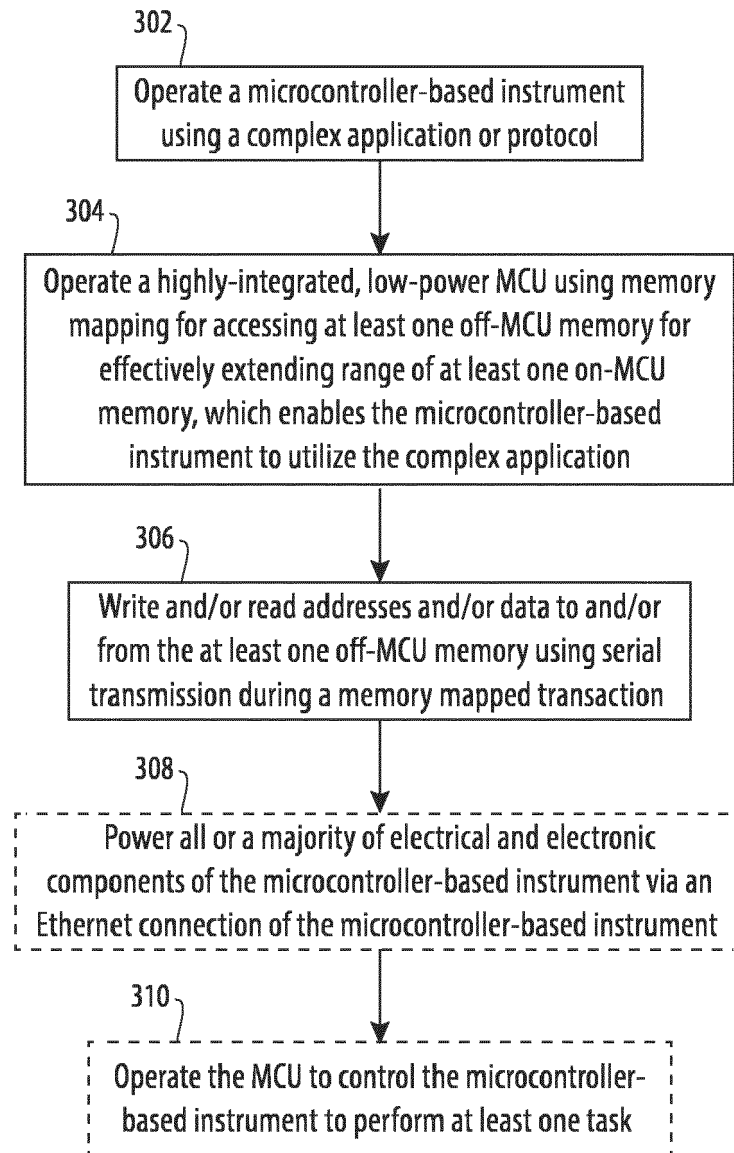 302
Operate a microcontroller-based instrument
using a complex application or protocol
304
Operate a highly-integrated, low-power MCU using memory
mapping for accessing at least one off-MCU memory for
effectively extending range of at least one on-MCU
memory, which enables the microcontroller-based
instrument to utilize the complex application
306
Write and/or read addresses and/or data to and/or
from the at least one off-MCU memory using serial
transmission during a memory mapped transaction
308
Power all or a majority of electrical and electronic
components of the microcontroller-based instrument via an
Ethernet connection of the microcontroller-based instrument
310
Operate the MCU to control the microcontroller-
based instrument to perform at least one task